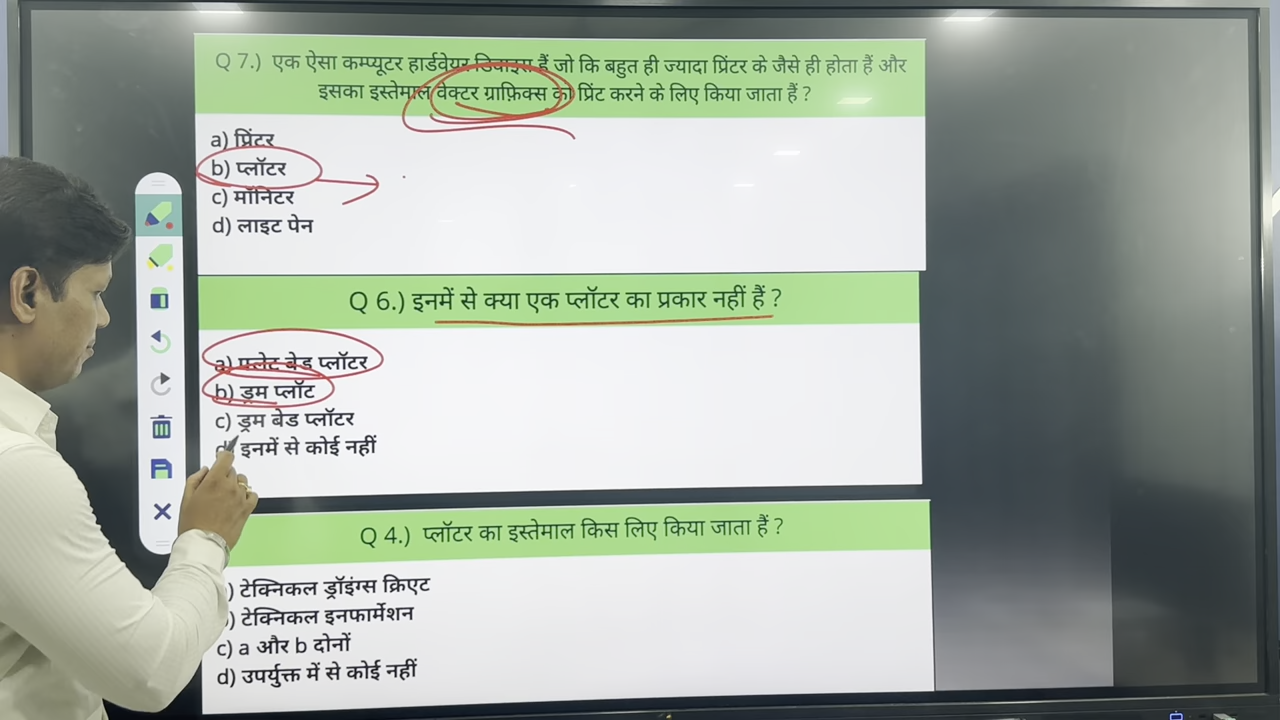 Q 7.) एक ऐसा कम्प्यूटर हार्डवेयर डिवाइस हैं जो कि बहुत ही ज्यादा प्रिंटर के जैसे ही होता हैं और
इसका इस्तेमाल वेक्टर ग्राफ़िक्स को प्रिंट करने के लिए किया जाता हैं ?
a) प्रिंटर
b) प्लॉटर
c) मॉनिटर
d) लाइट पेन
Q 6.) इनमें से क्या एक प्लॉटर का प्रकार नहीं हैं ?
a) फ्लेट बेड प्लॉटर
b) ड्रम प्लॉट
c) ड्रम बेड प्लॉटर
d) इनमें से कोई नहीं
Q 4.) प्लॉटर का इस्तेमाल किस लिए किया जाता हैं ?
) टेक्निकल ड्रॉइंग्स क्रिएट
) टेक्निकल इनफार्मेशन
c) a और b दोनों
d) उपर्युक्त में से कोई नहीं